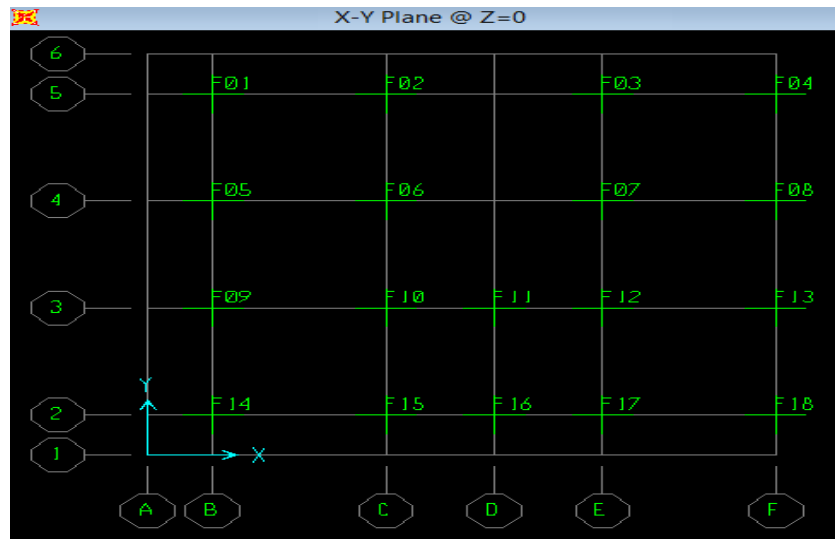 X-Y Plane @ Z=0
6
5
F01 F02 F03 F04
4
F05 F06 F07 F08
3
F09 F10 F11 F12 F13
Y
2
F14 F15 F16 F17 F18
1
X
A B C D E F